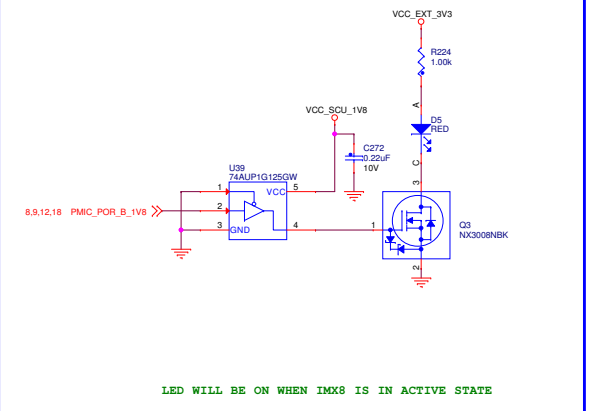 VCC_EXT_3V3
R224
1.00k
A
VCC_SCU_1V8
D5
RED
C272
0.22uF
10V
C
U39
74AUP1G125GW
3
1
VCC
5
8,9,12,18 PMIC_POR_B_1V8
2
3
GND
4
1
Q3
NX3008NBK
2
LED WILL BE ON WHEN IMX8 IS IN ACTIVE STATE